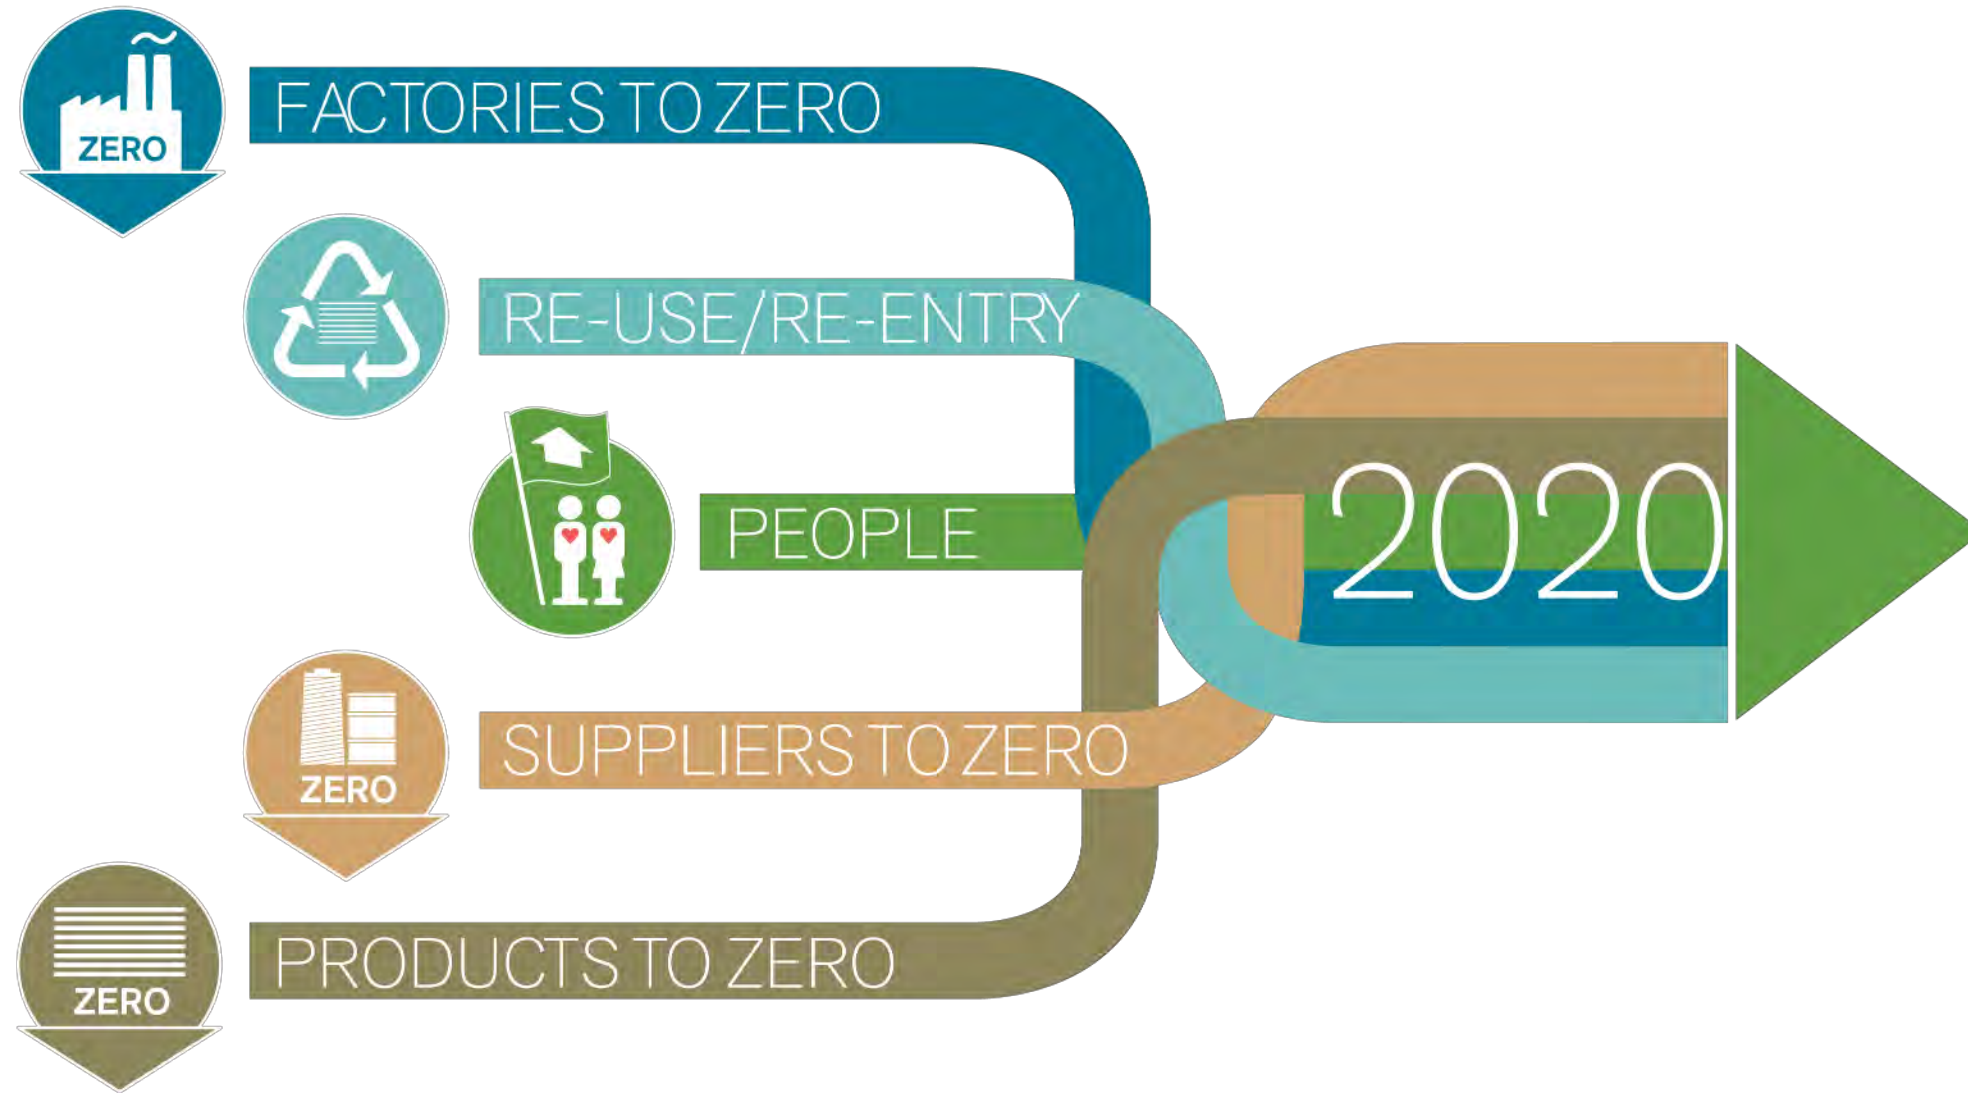 ZERO
FACTORIES TO ZERO
RE-USE/RE-ENTRY
PEOPLE
2020
ZERO
SUPPLIERS TO ZERO
ZERO
PRODUCTS TO ZERO